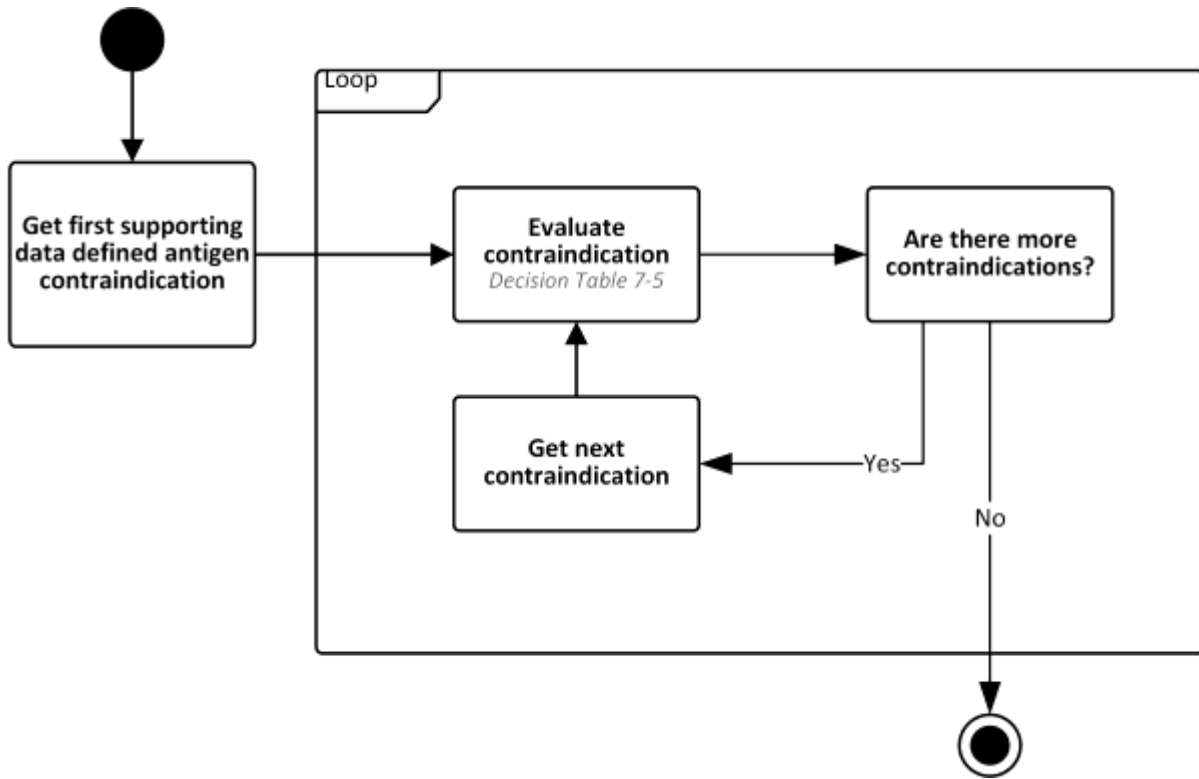 Loop
Get first supporting
data defined antigen
contraindication
Evaluate
contraindication
Decision Table 7-5
Are there more
contraindications?
Get next
contraindication
Yes
No